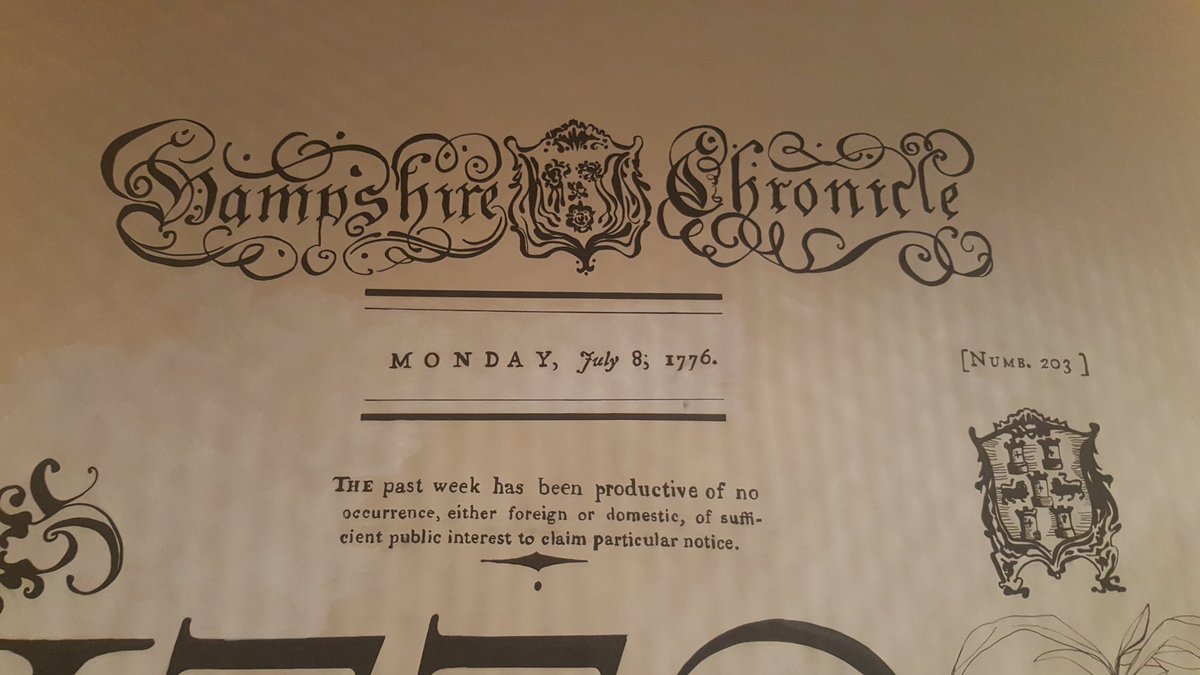 Hampshire Chronicle
MONDAY, July 8; 1776.
[NUMB. 203 ]
THE past week has been productive of no
occurrence, either foreign or domestic, of suffi-
cient public interest to claim particular notice.